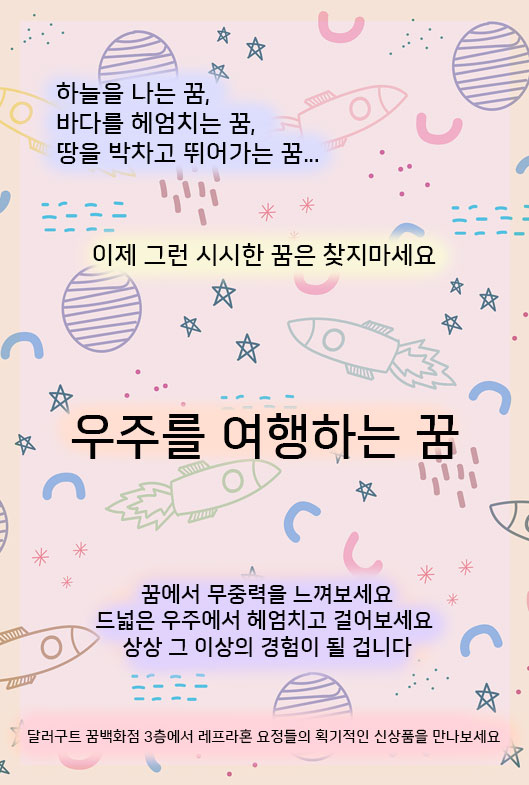 하늘을 나는 꿈,
바다를 헤엄치는 꿈,
땅을 박차고 뛰어가는 꿈...
이제 그런 시시한 꿈은 찾지마세요
우주를 여행하는 꿈
꿈에서 무중력을 느껴보세요
드넓은 우주에서 헤엄치고 걸어보세요
상상 그 이상의 경험이 될 겁니다
달러구트 꿈백화점 3층에서 레프라혼 요정들의 획기적인 신상품을 만나보세요